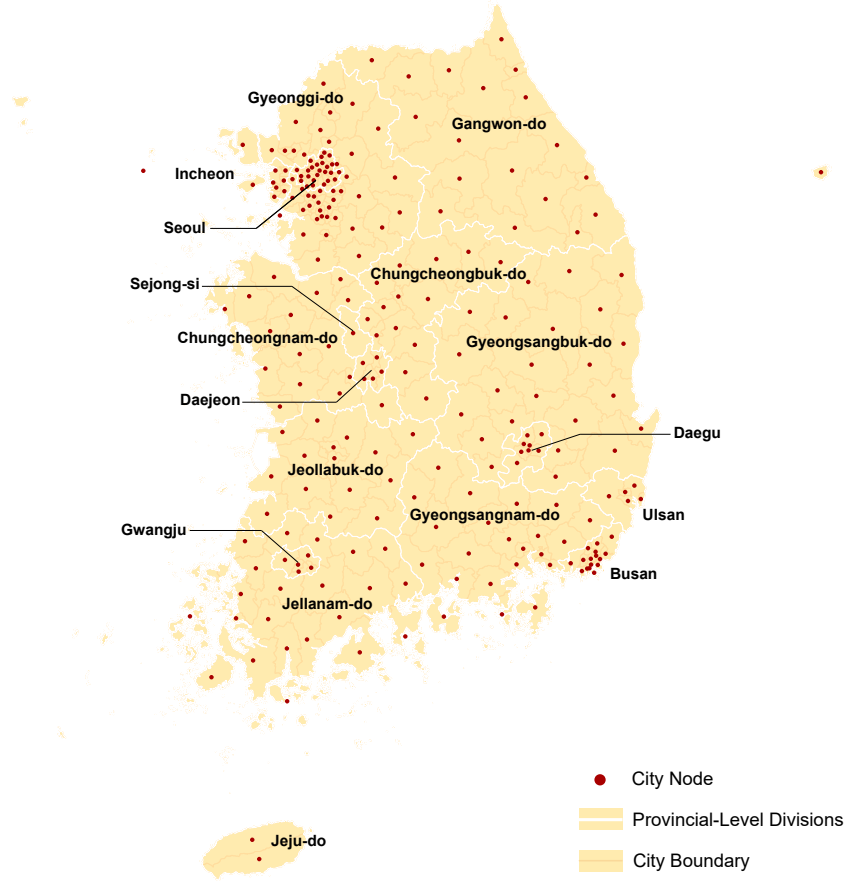 Gyeonggi-do
Gangwon-do
Incheon
Seoul
Chungcheongbuk-do
Sejong-si
Chungcheongnam-do
Gyeongsangbuk-do
Daejeon
Daegu
Jeollabuk-do
Gyeongsangnam-do
Ulsan
Gwangju
Busan
Jellanam-do
City Node
Provincial-Level Divisions
Jeju-do
City Boundary